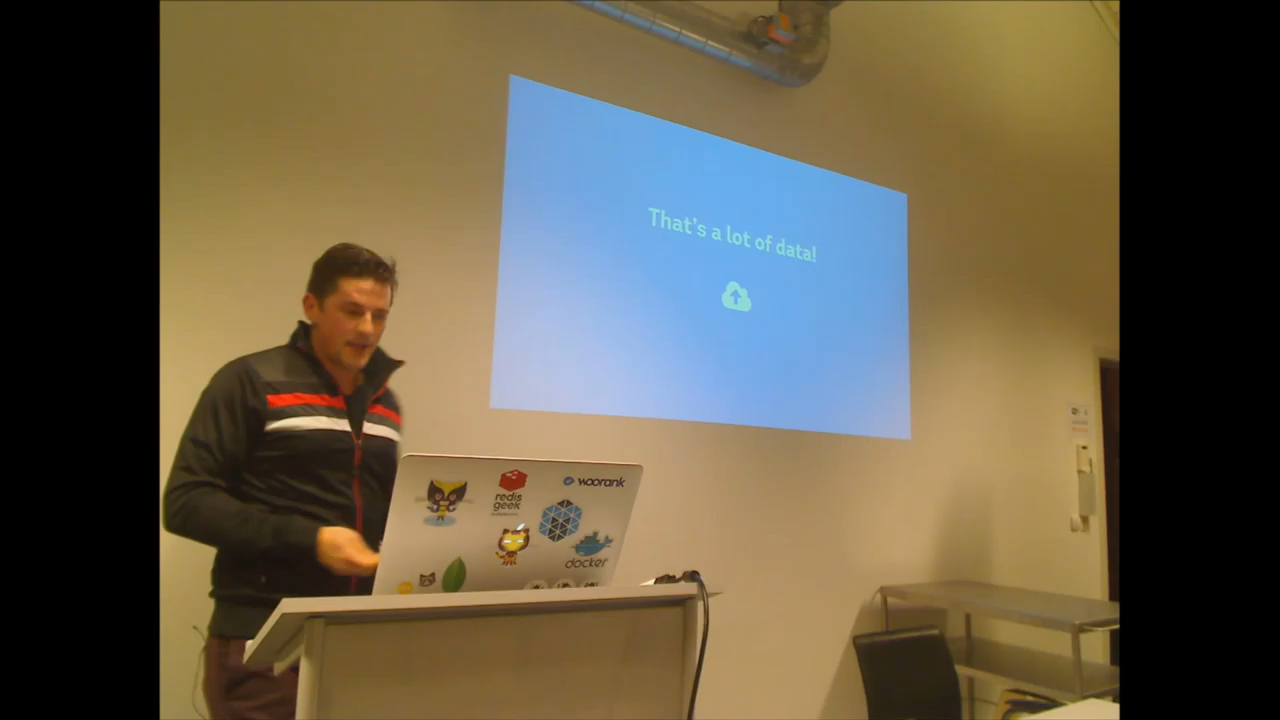 That's a lot of data!
redis
geek
woorank
docker